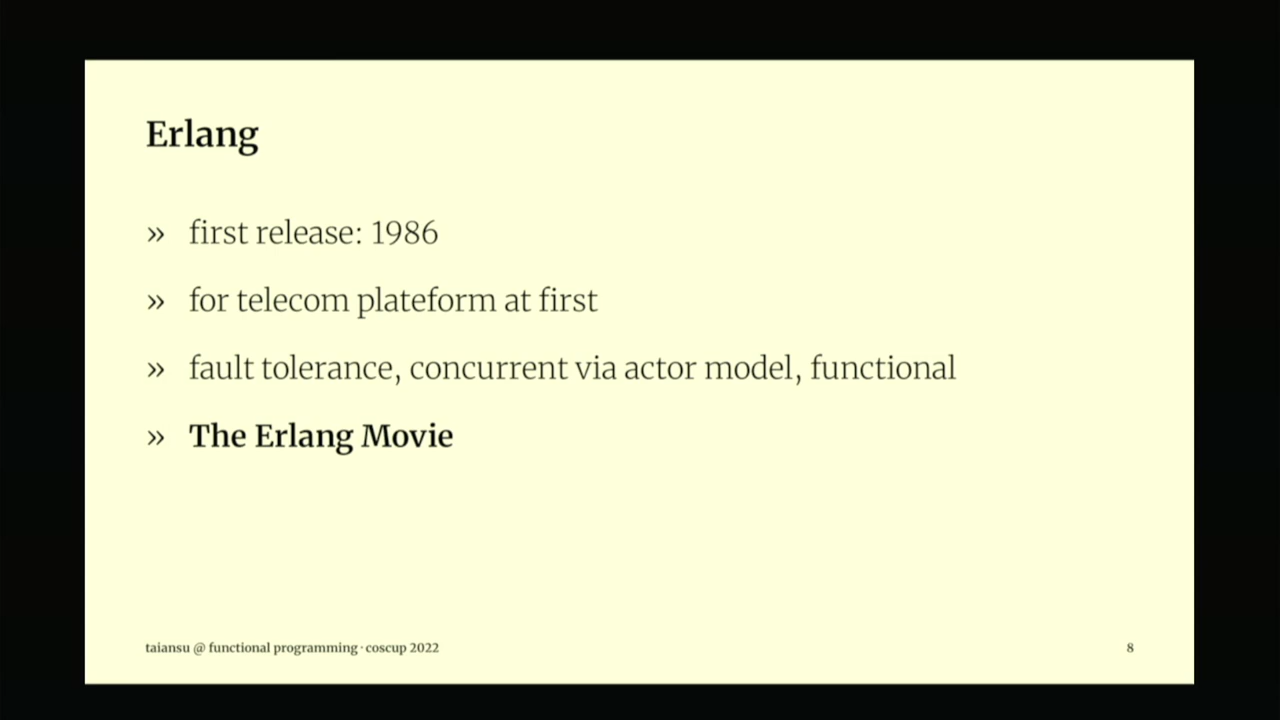 Erlang
» first release: 1986
» for telecom plateform at first
» fault tolerance, concurrent via actor model, functional
» The Erlang Movie
taiansu @ functional programming · coscup 2022
8